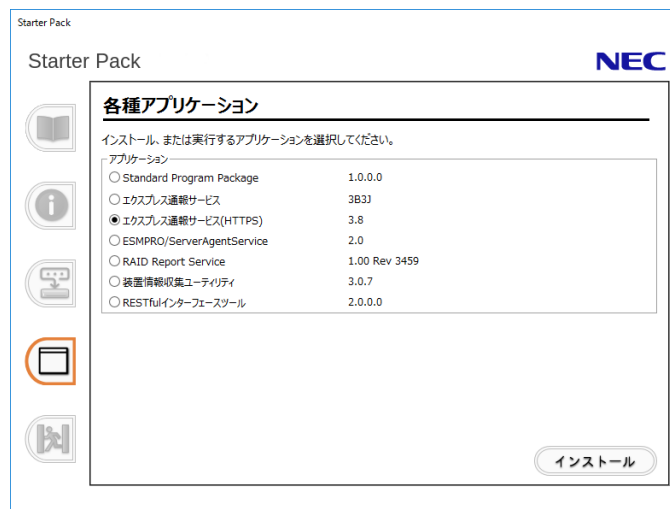 Starter Pack
Starter Pack
NEC
各種アプリケーション
インストール、または実行するアプリケーションを選択してください。
アプリケーション
Standard Program Package 1.0.0.0
エクスプレス通報サービス 3B3J
エクスプレス通報サービス(HTTPS) 3.8
ESMPRO/ServerAgentService 2.0
RAID Report Service 1.00 Rev 3459
装置情報収集ユーティリティ 3.0.7
RESTfulインターフェースツール 2.0.0.0
インストール